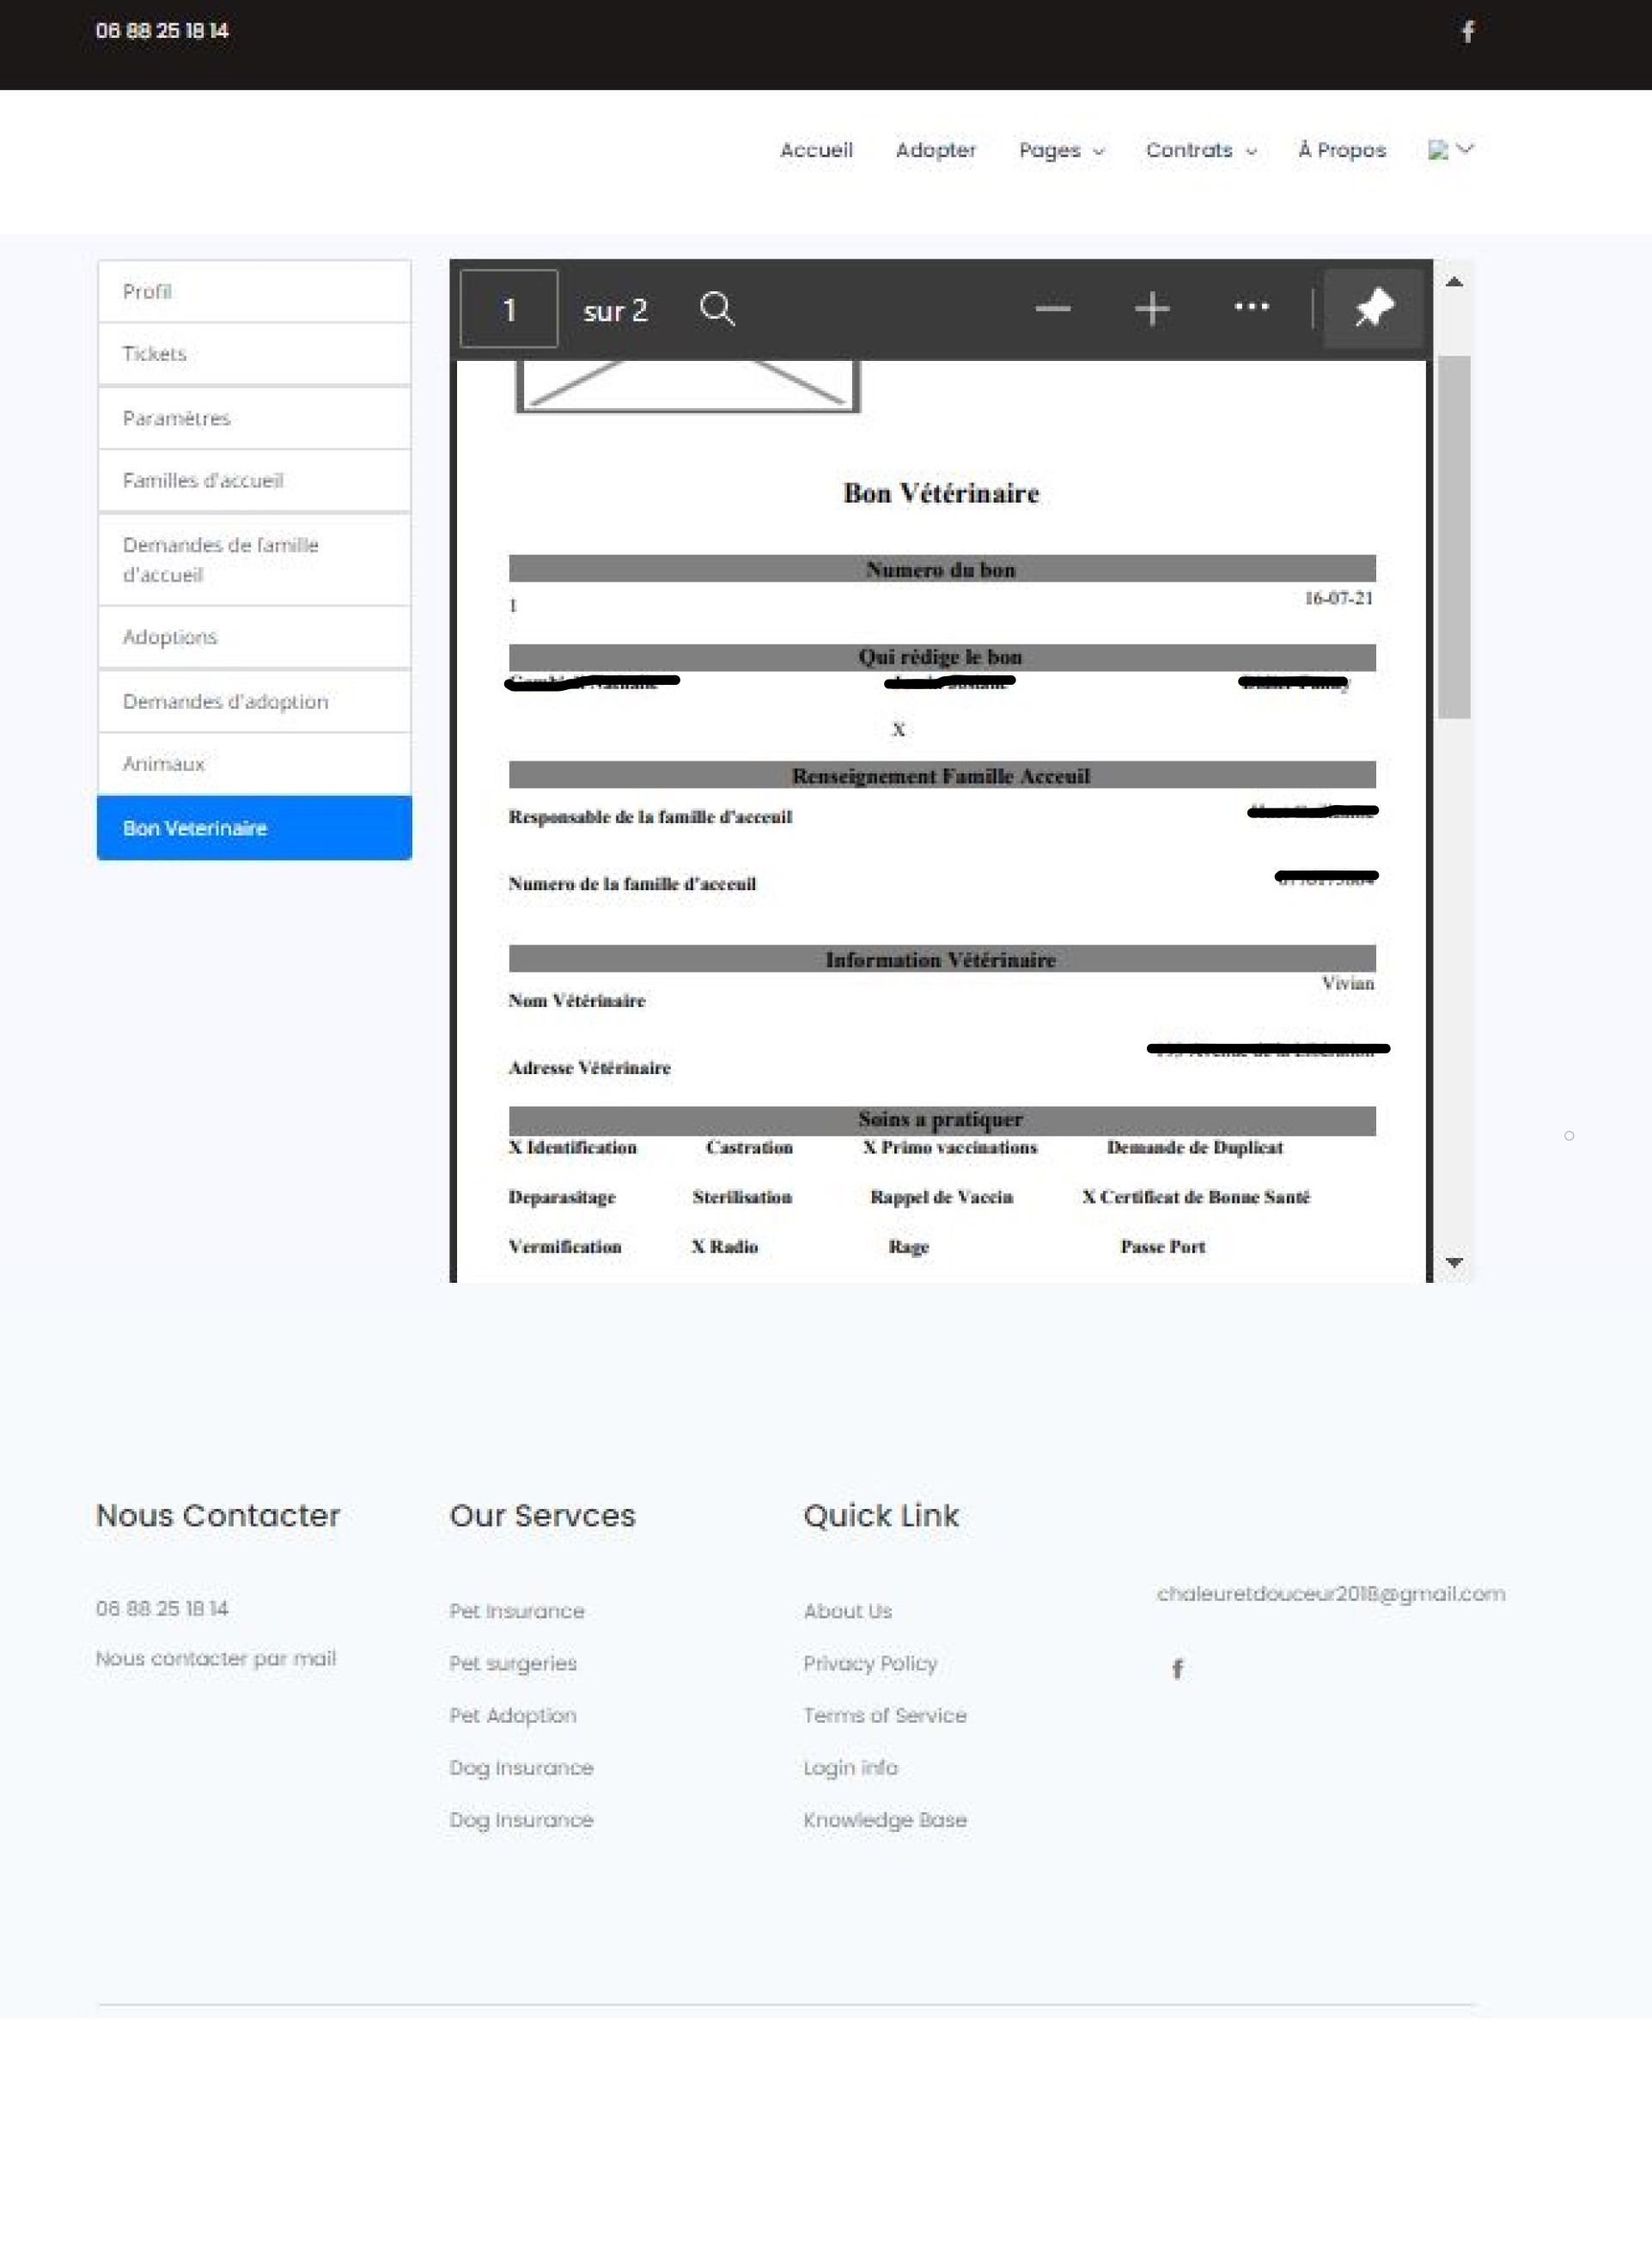 06 88 25 18 14
Accueil Adopter Pages Contrats À Propos
Profil
Tickets
Paramètres
Familles d'accueil
Demandes de famille
d'accueil
Adoptions
Demandes d'adoption
Animaux
Bon Veterinaire
1 sur 2
Bon Vétérinaire
Numero du bon
1 16-07-21
Qui rédige le bon
X
Renseignement Famille Acceuil
Responsable de la famille d'acceuil
Numero de la famille d'acceuil
Information Vétérinaire
Vivian
Nom Vétérinaire
Adresse Vétérinaire
Soins a pratiquer
X Identification Castration X Primo vaccinations Demande de Duplicat
Deparasitage Sterilisation Rappel de Vaccin X Certificat de Bonne Santé
Vermification X Radio Rage Passe Port
Nous Contacter
06 88 25 18 14
Nous contacter par mail
Our Servces
Pet Insurance
Pet surgeries
Pet Adoption
Dog Insurance
Dog Insurance
Quick Link
About Us
Privacy Policy
Terms of Service
Login info
Knowledge Base
chaleuretdouceur2018@gmail.com